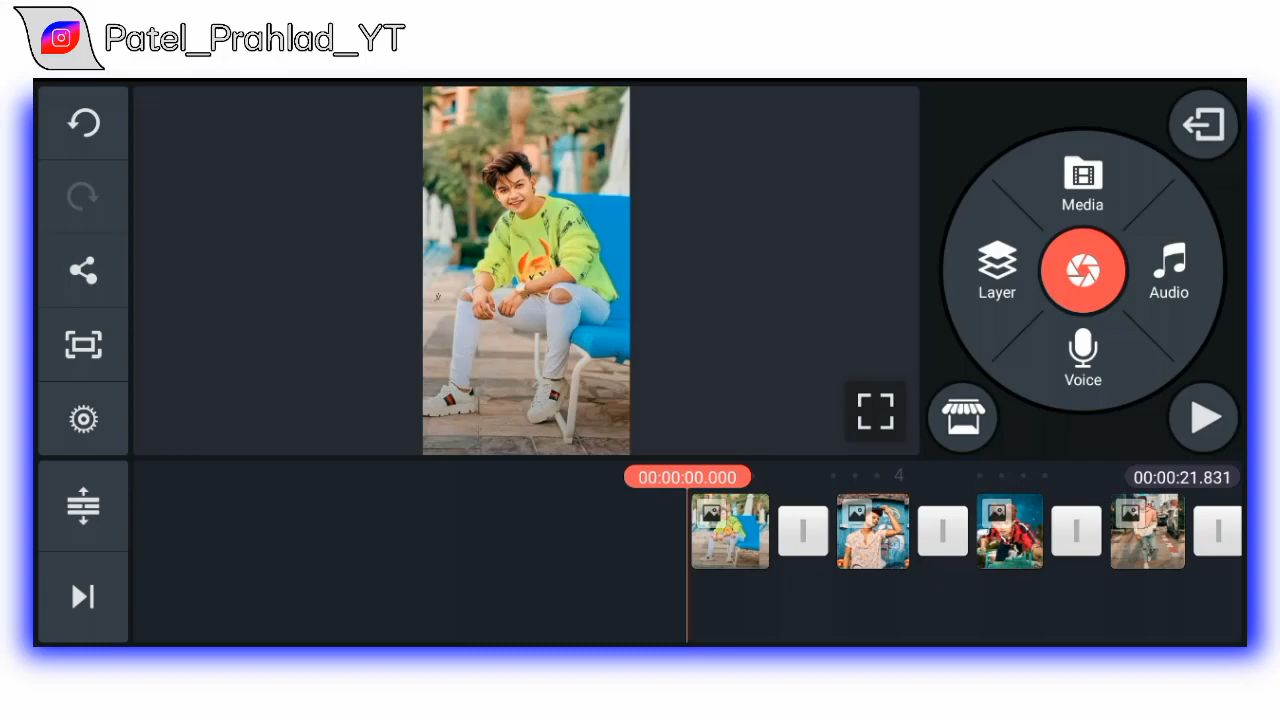 Patel_Prahlad_YT
Media
Layer
Audio
Voice
00:00:00.000
4
00:00:21.831